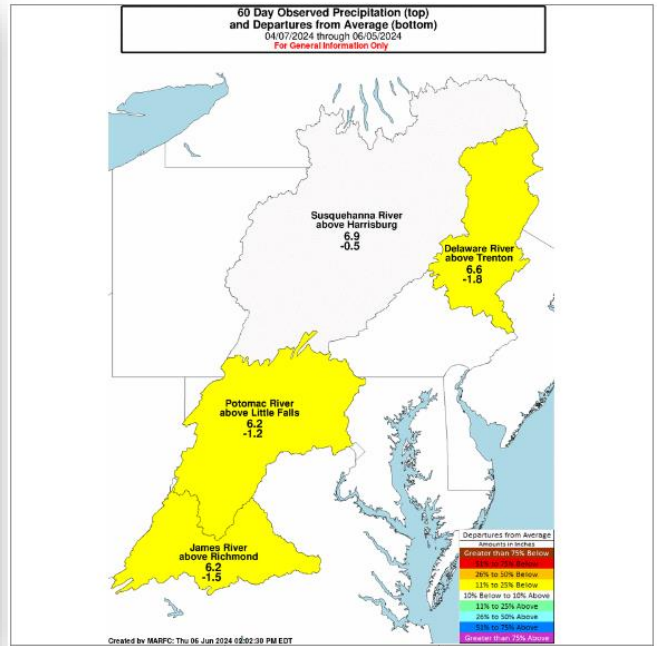 60 Day Observed Precipitation (top)
and Departures from Average (bottom)
04/07/2024 through 06/05/2024
For General Information Only
Susquehanna River
above Harrisburg
6.9
-0.5
Delaware River
above Trenton
6.6
-1.8
Potomac River
above Little Falls
6.2
-1.2
James River
above Richmond
6.2
-1.5
Departures from Average
Amounts in Inches
Greater than 75% Below
51% to 75% Below
26% to 50% Below
11% to 25% Below
10% Below to 10% Above
11% to 25% Above
26% to 50% Above
51% to 75% Above
Greater than 75% Above
Created by MARFC: Thu 06 Jun 2024 02:02:30 PM EDT